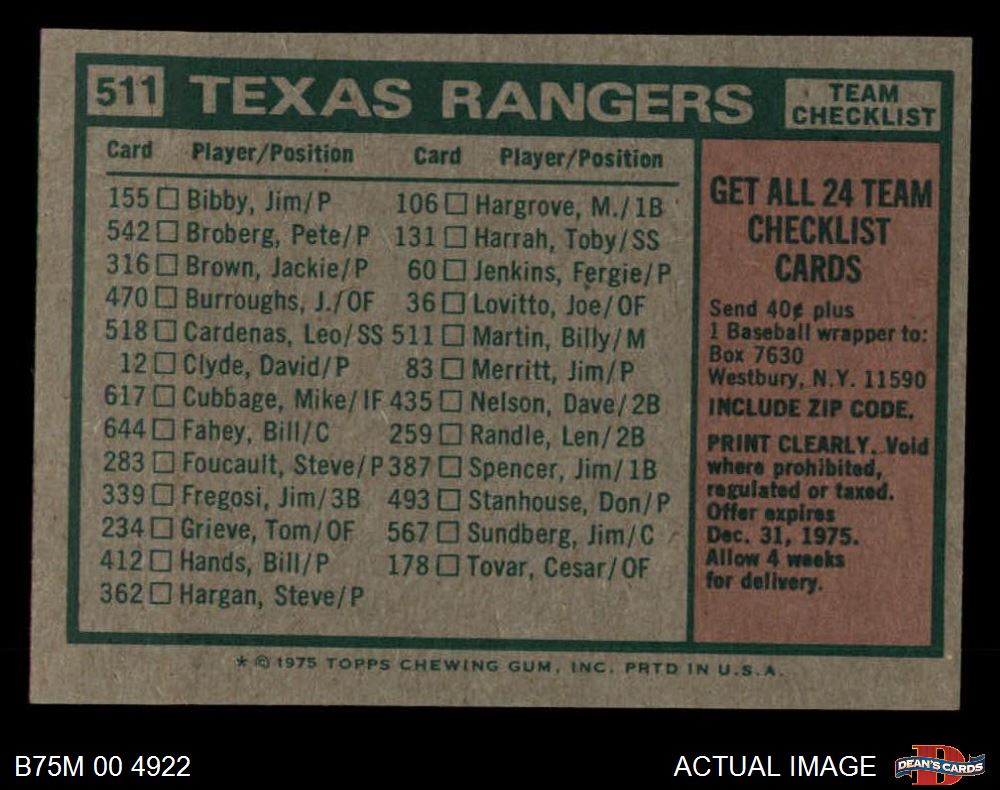 511 TEXAS RANGERS TEAM CHECKLIST
Card Player/Position Card Player/Position
155 ☐ Bibby, Jim/P 106 ☐ Hargrove, M./1B
542 ☐ Broberg, Pete/P 131 ☐ Harrah, Toby/SS
316 ☐ Brown, Jackie/P 60 ☐ Jenkins, Fergie/P
470 ☐ Burroughs, J./OF 36 ☐ Lovitto, Joe/OF
518 ☐ Cardenas, Leo/SS 511 ☐ Martin, Billy/M
12 ☐ Clyde, David/P 83 ☐ Merritt, Jim/P
617 ☐ Cubbage, Mike/IF 435 ☐ Nelson, Dave/2B
644 ☐ Fahey, Bill/C 259 ☐ Randle, Len/2B
283 ☐ Foucault, Steve/P 387 ☐ Spencer, Jim/1B
339 ☐ Fregosi, Jim/3B 493 ☐ Stanhouse, Don/P
234 ☐ Grieve, Tom/OF 567 ☐ Sundberg, Jim/C
412 ☐ Hands, Bill/P 178 ☐ Tovar, Cesar/OF
362 ☐ Hargan, Steve/P
GET ALL 24 TEAM
CHECKLIST
CARDS
Send 40¢ plus
1 Baseball wrapper to:
Box 7630
Westbury, N.Y. 11590
INCLUDE ZIP CODE.
PRINT CLEARLY. Void
where prohibited,
regulated or taxed.
Offer expires
Dec. 31, 1975.
Allow 4 weeks
for delivery.
* © 1975 TOPPS CHEWING GUM, INC. PRTD IN U.S.A.
B75M 00 4922 ACTUAL IMAGE D DEAN'S CARDS